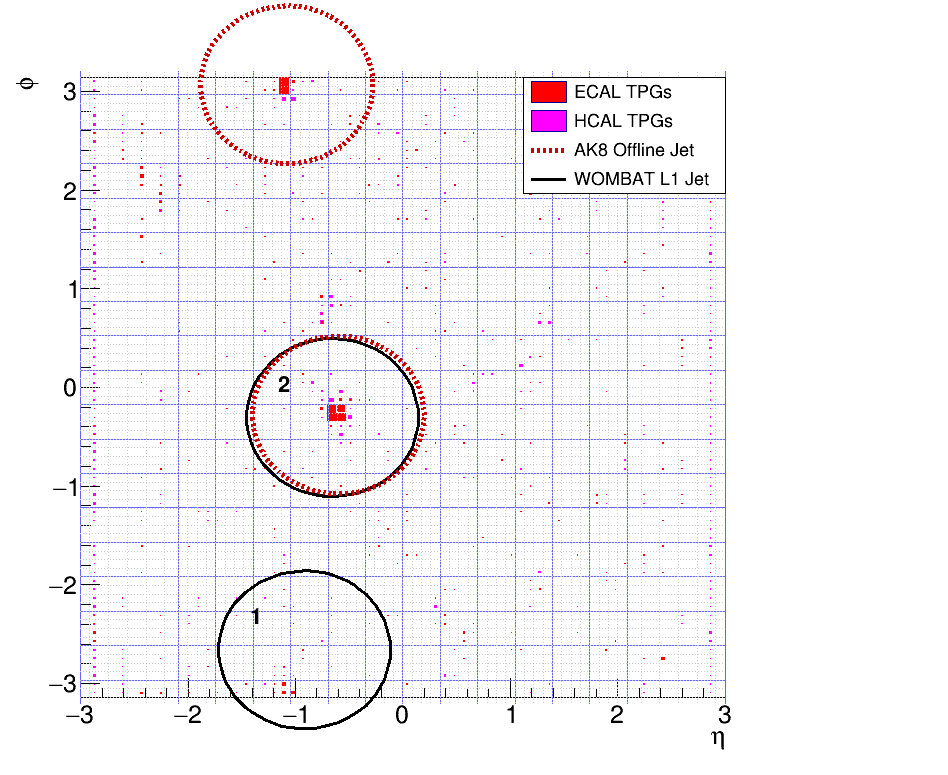 ϕ
3
2
1
0
−1
−2
−3
ECAL TPGs
HCAL TPGs
AK8 Offline Jet
WOMBAT L1 Jet
2
1
−3 −2 −1 0 1 2 3
η